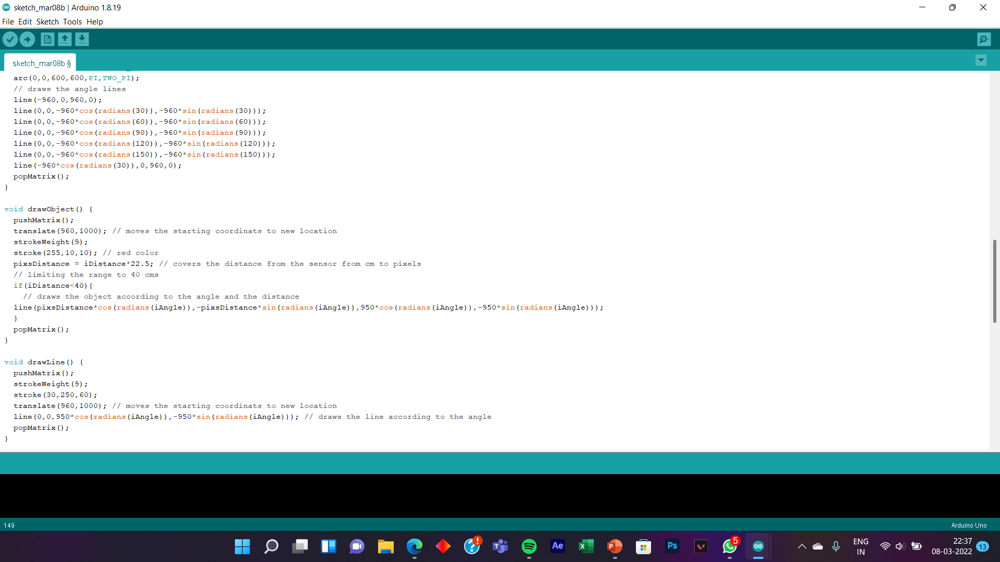 sketch_mar08b | Arduino 1.8.19
File Edit Sketch Tools Help
sketch_mar08b §
arc(0,0,600,600,PI,TWO_PI);
// draws the angle lines
line(-960,0,960,0);
line(0,0,-960*cos(radians(30)),-960*sin(radians(30)));
line(0,0,-960*cos(radians(60)),-960*sin(radians(60)));
line(0,0,-960*cos(radians(90)),-960*sin(radians(90)));
line(0,0,-960*cos(radians(120)),-960*sin(radians(120)));
line(0,0,-960*cos(radians(150)),-960*sin(radians(150)));
line(-960*cos(radians(30)),0,960,0);
popMatrix();
}
void drawObject() {
pushMatrix();
translate(960,1000); // moves the starting coordinats to new location
strokeWeight(9);
stroke(255,10,10); // red color
pixsDistance = iDistance*22.5; // covers the distance from the sensor from cm to pixels
// limiting the range to 40 cms
if(iDistance<40){
// draws the object according to the angle and the distance
line(pixsDistance*cos(radians(iAngle)),-pixsDistance*sin(radians(iAngle)),950*cos(radians(iAngle)),-950*sin(radians(iAngle)));
}
popMatrix();
}
void drawLine() {
pushMatrix();
strokeWeight(9);
stroke(30,250,60);
translate(960,1000); // moves the starting coordinats to new location
line(0,0,950*cos(radians(iAngle)),-950*sin(radians(iAngle))); // draws the line according to the angle
popMatrix();
}
149
Arduino Uno
Ae
Ps
5
ENG
IN
22:37
08-03-2022
13